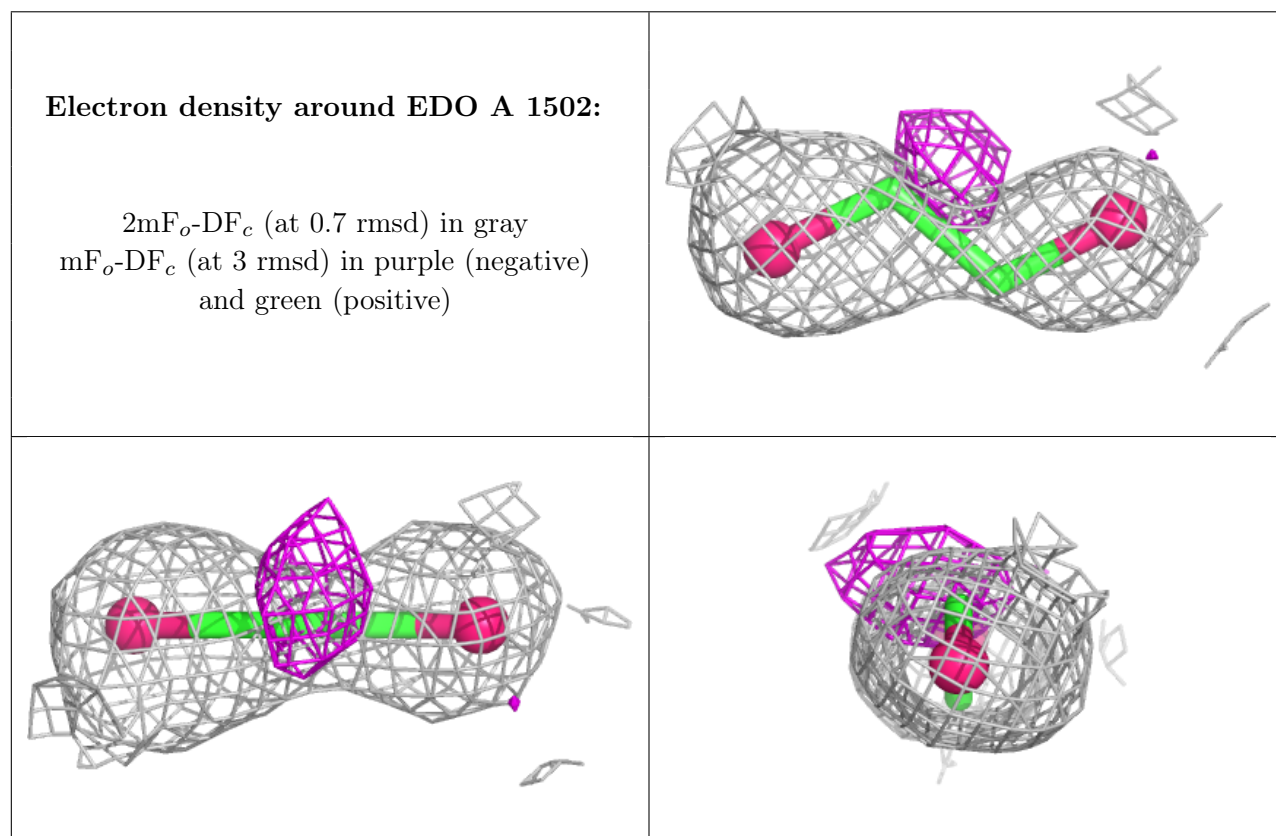 Electron density around EDO A 1502:
2mFₒ-DF𝒸 (at 0.7 rmsd) in gray
mFₒ-DF𝒸 (at 3 rmsd) in purple (negative)
and green (positive)